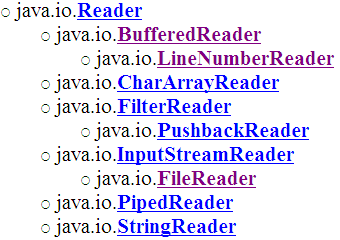 java.io.Reader
java.io.BufferedReader
java.io.LineNumberReader
java.io.CharArrayReader
java.io.FilterReader
java.io.PushbackReader
java.io.InputStreamReader
java.io.FileReader
java.io.PipedReader
java.io.StringReader